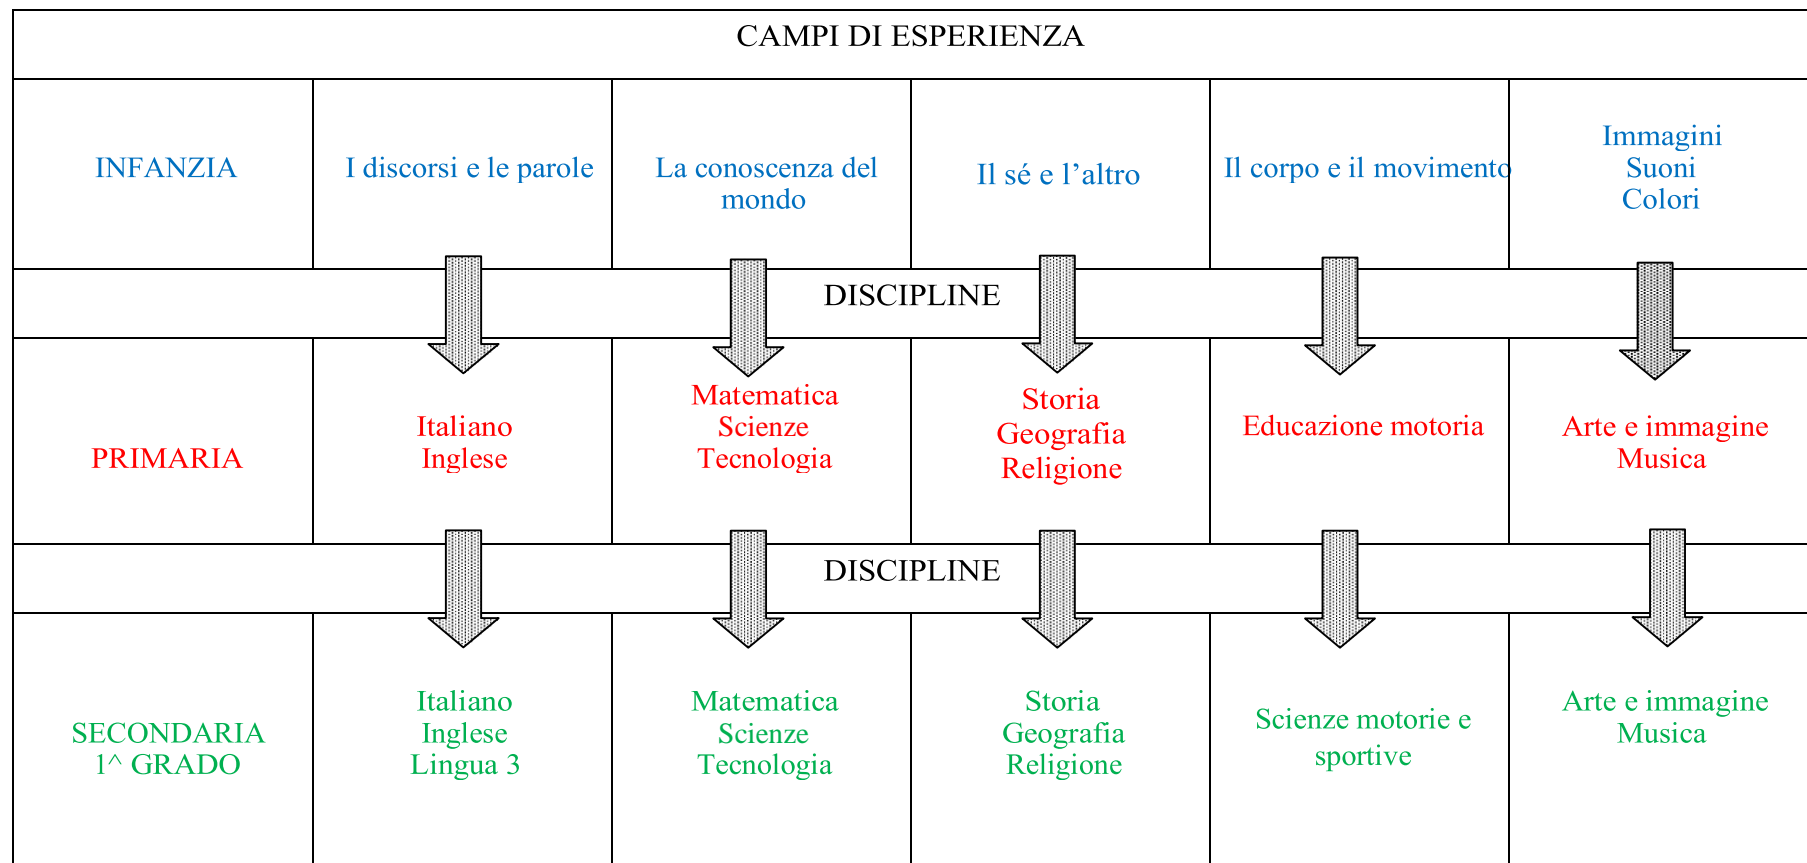 CAMPI DI ESPERIENZA
INFANZIA
I discorsi e le parole
La conoscenza del
mondo
Il sé e l’altro
Il corpo e il movimento
Immagini
Suoni
Colori
DISCIPLINE
PRIMARIA
Italiano
Inglese
Matematica
Scienze
Tecnologia
Storia
Geografia
Religione
Educazione motoria
Arte e immagine
Musica
DISCIPLINE
SECONDARIA
1^ GRADO
Italiano
Inglese
Lingua 3
Matematica
Scienze
Tecnologia
Storia
Geografia
Religione
Scienze motorie e
sportive
Arte e immagine
Musica